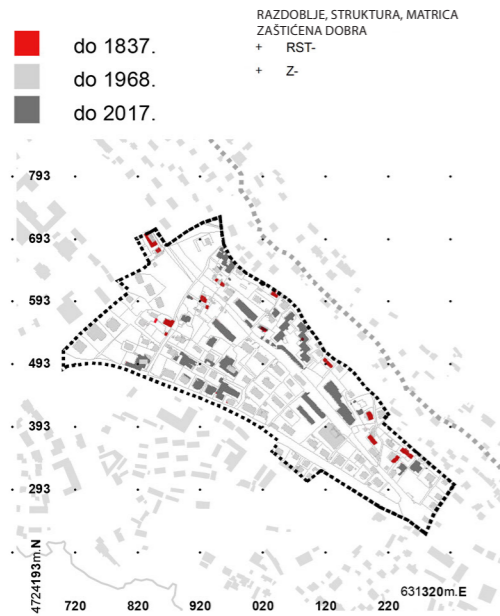 RAZDOBLJE, STRUKTURA, MATRICA
ZAŠTIĆENA DOBRA
+ RST-
+ Z-
do 1837.
do 1968.
do 2017.
793
693
593
493
393
293
4724193m.N
720 820 920 020 120 220
631320m.E